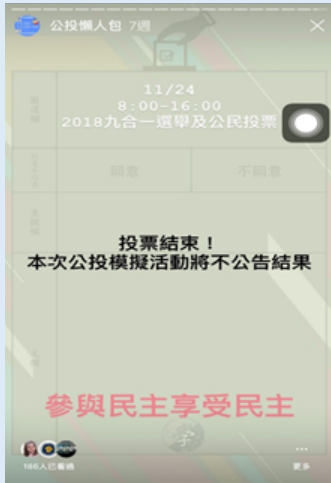 公投懶人包 7週
11/24
8:00-16:00
2018九合一選舉及公民投票
同意
不同意
投票結束！
本次公投模擬活動將不公告結果
參與民主享受民主
字
186人已看過
更多